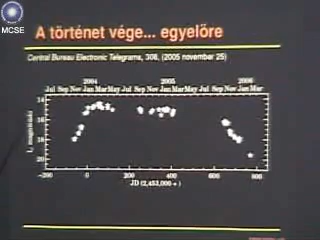 MCSE
A történet vége... egyelőre
Central Bureau Electronic Telegrams, 308, (2005 november 25)
2004 2005 2006
Jul Sep Nov Jan Mar May Jul Sep Nov Jan Mar May Jul Sep Nov Jan Mar
14
16
18
20
-200 0 200 400 600 800
JD (2,453,000 + )